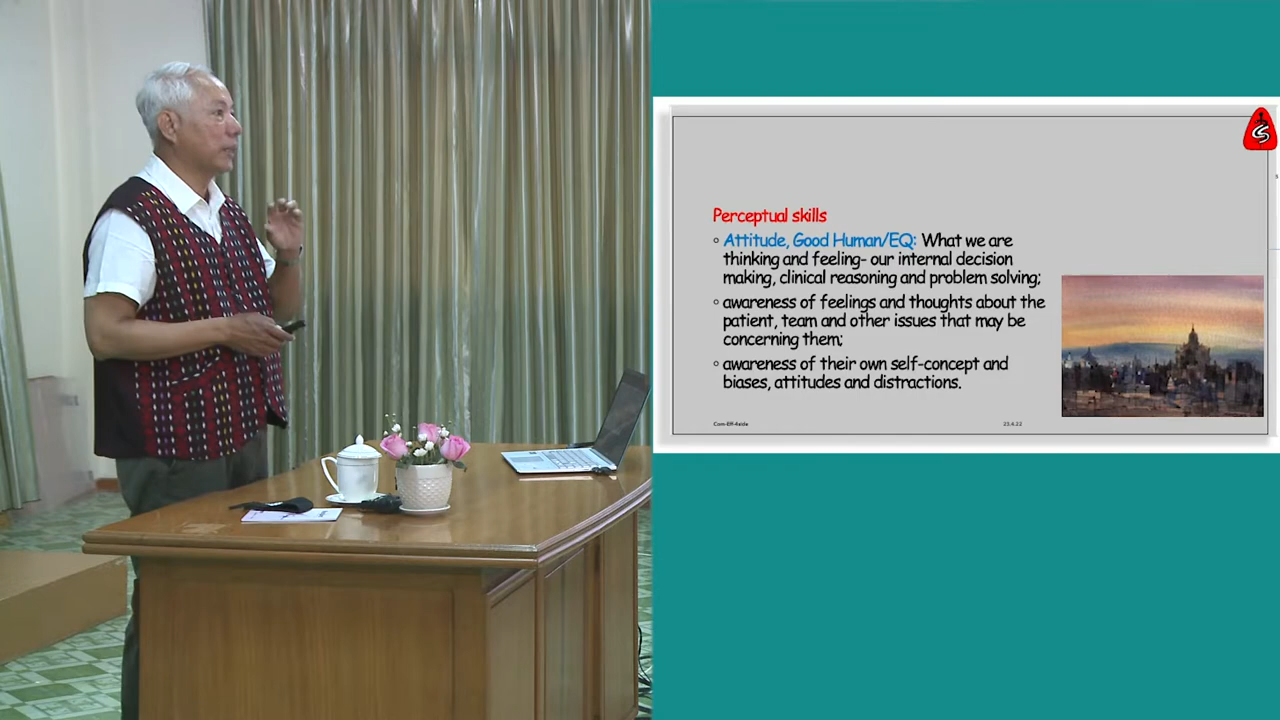 Perceptual skills
◦ Attitude, Good Human/EQ: What we are
thinking and feeling- our internal decision
making, clinical reasoning and problem solving;
◦ awareness of feelings and thoughts about the
patient, team and other issues that may be
concerning them;
◦ awareness of their own self-concept and
biases, attitudes and distractions.
Com-Eff-4side
23.4.22